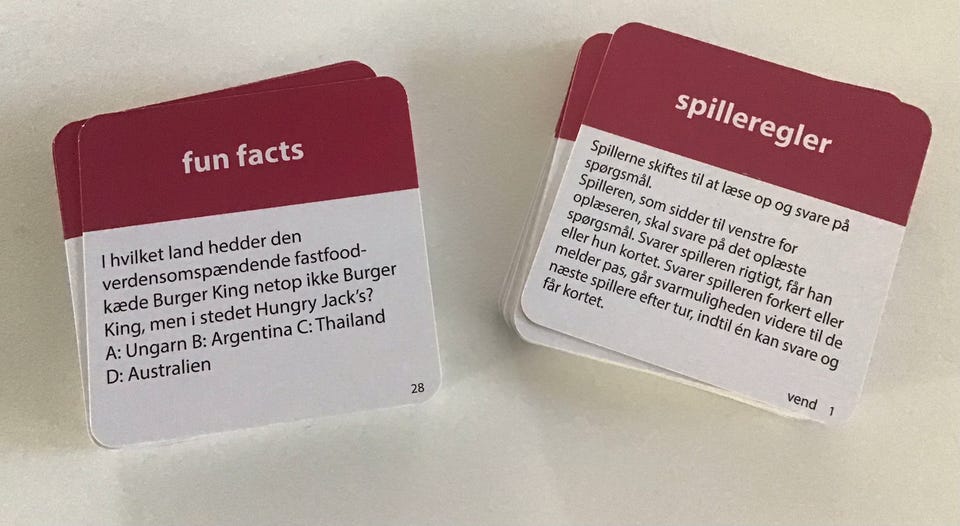 fun facts
I hvilket land hedder den
verdensomspændende fastfood-
kæde Burger King netop ikke Burger
King, men i stedet Hungry Jack's?
A: Ungarn B: Argentina C: Thailand
D: Australien
28
spilleregler
Spillerne skiftes til at læse op og svare på
spørgsmål.
Spilleren, som sidder til venstre for
oplæseren, skal svare på det oplæste
spørgsmål. Svarer spilleren rigtigt, får han
eller hun kortet. Svarer spilleren forkert eller
melder pas, går svarmuligheden videre til de
næste spillere efter tur, indtil én kan svare og
får kortet.
vend 1